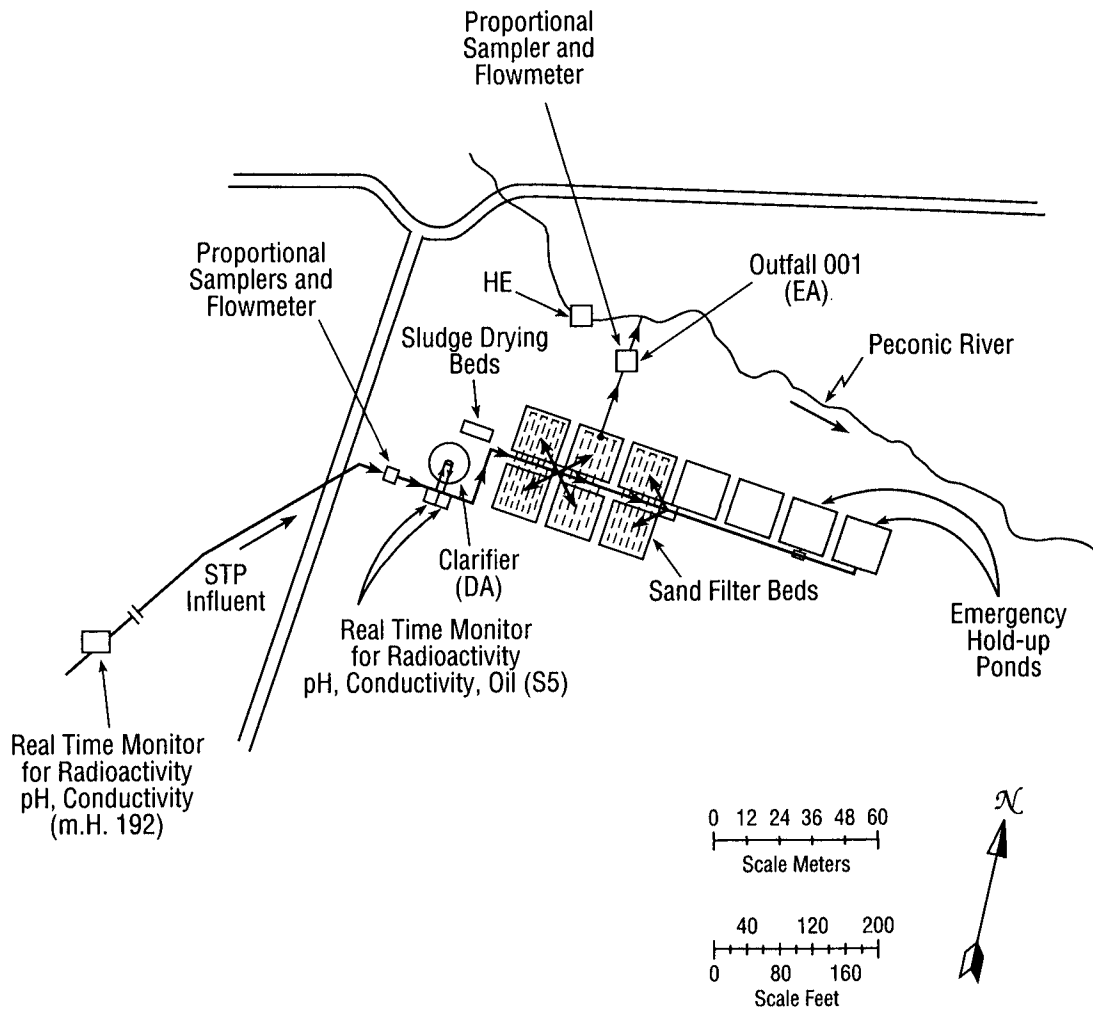 Proportional
Sampler and
Flowmeter
Proportional
Samplers and
Flowmeter
HE
Outfall 001
(EA)
Sludge Drying
Beds
Peconic River
STP
Influent
Clarifier
(DA)
Sand Filter Beds
Real Time Monitor
for Radioactivity
pH, Conductivity, Oil (S5)
Emergency
Hold-up
Ponds
Real Time Monitor
for Radioactivity
pH, Conductivity
(m.H. 192)
N
0 12 24 36 48 60
Scale Meters
40 120 200
0 80 160
Scale Feet